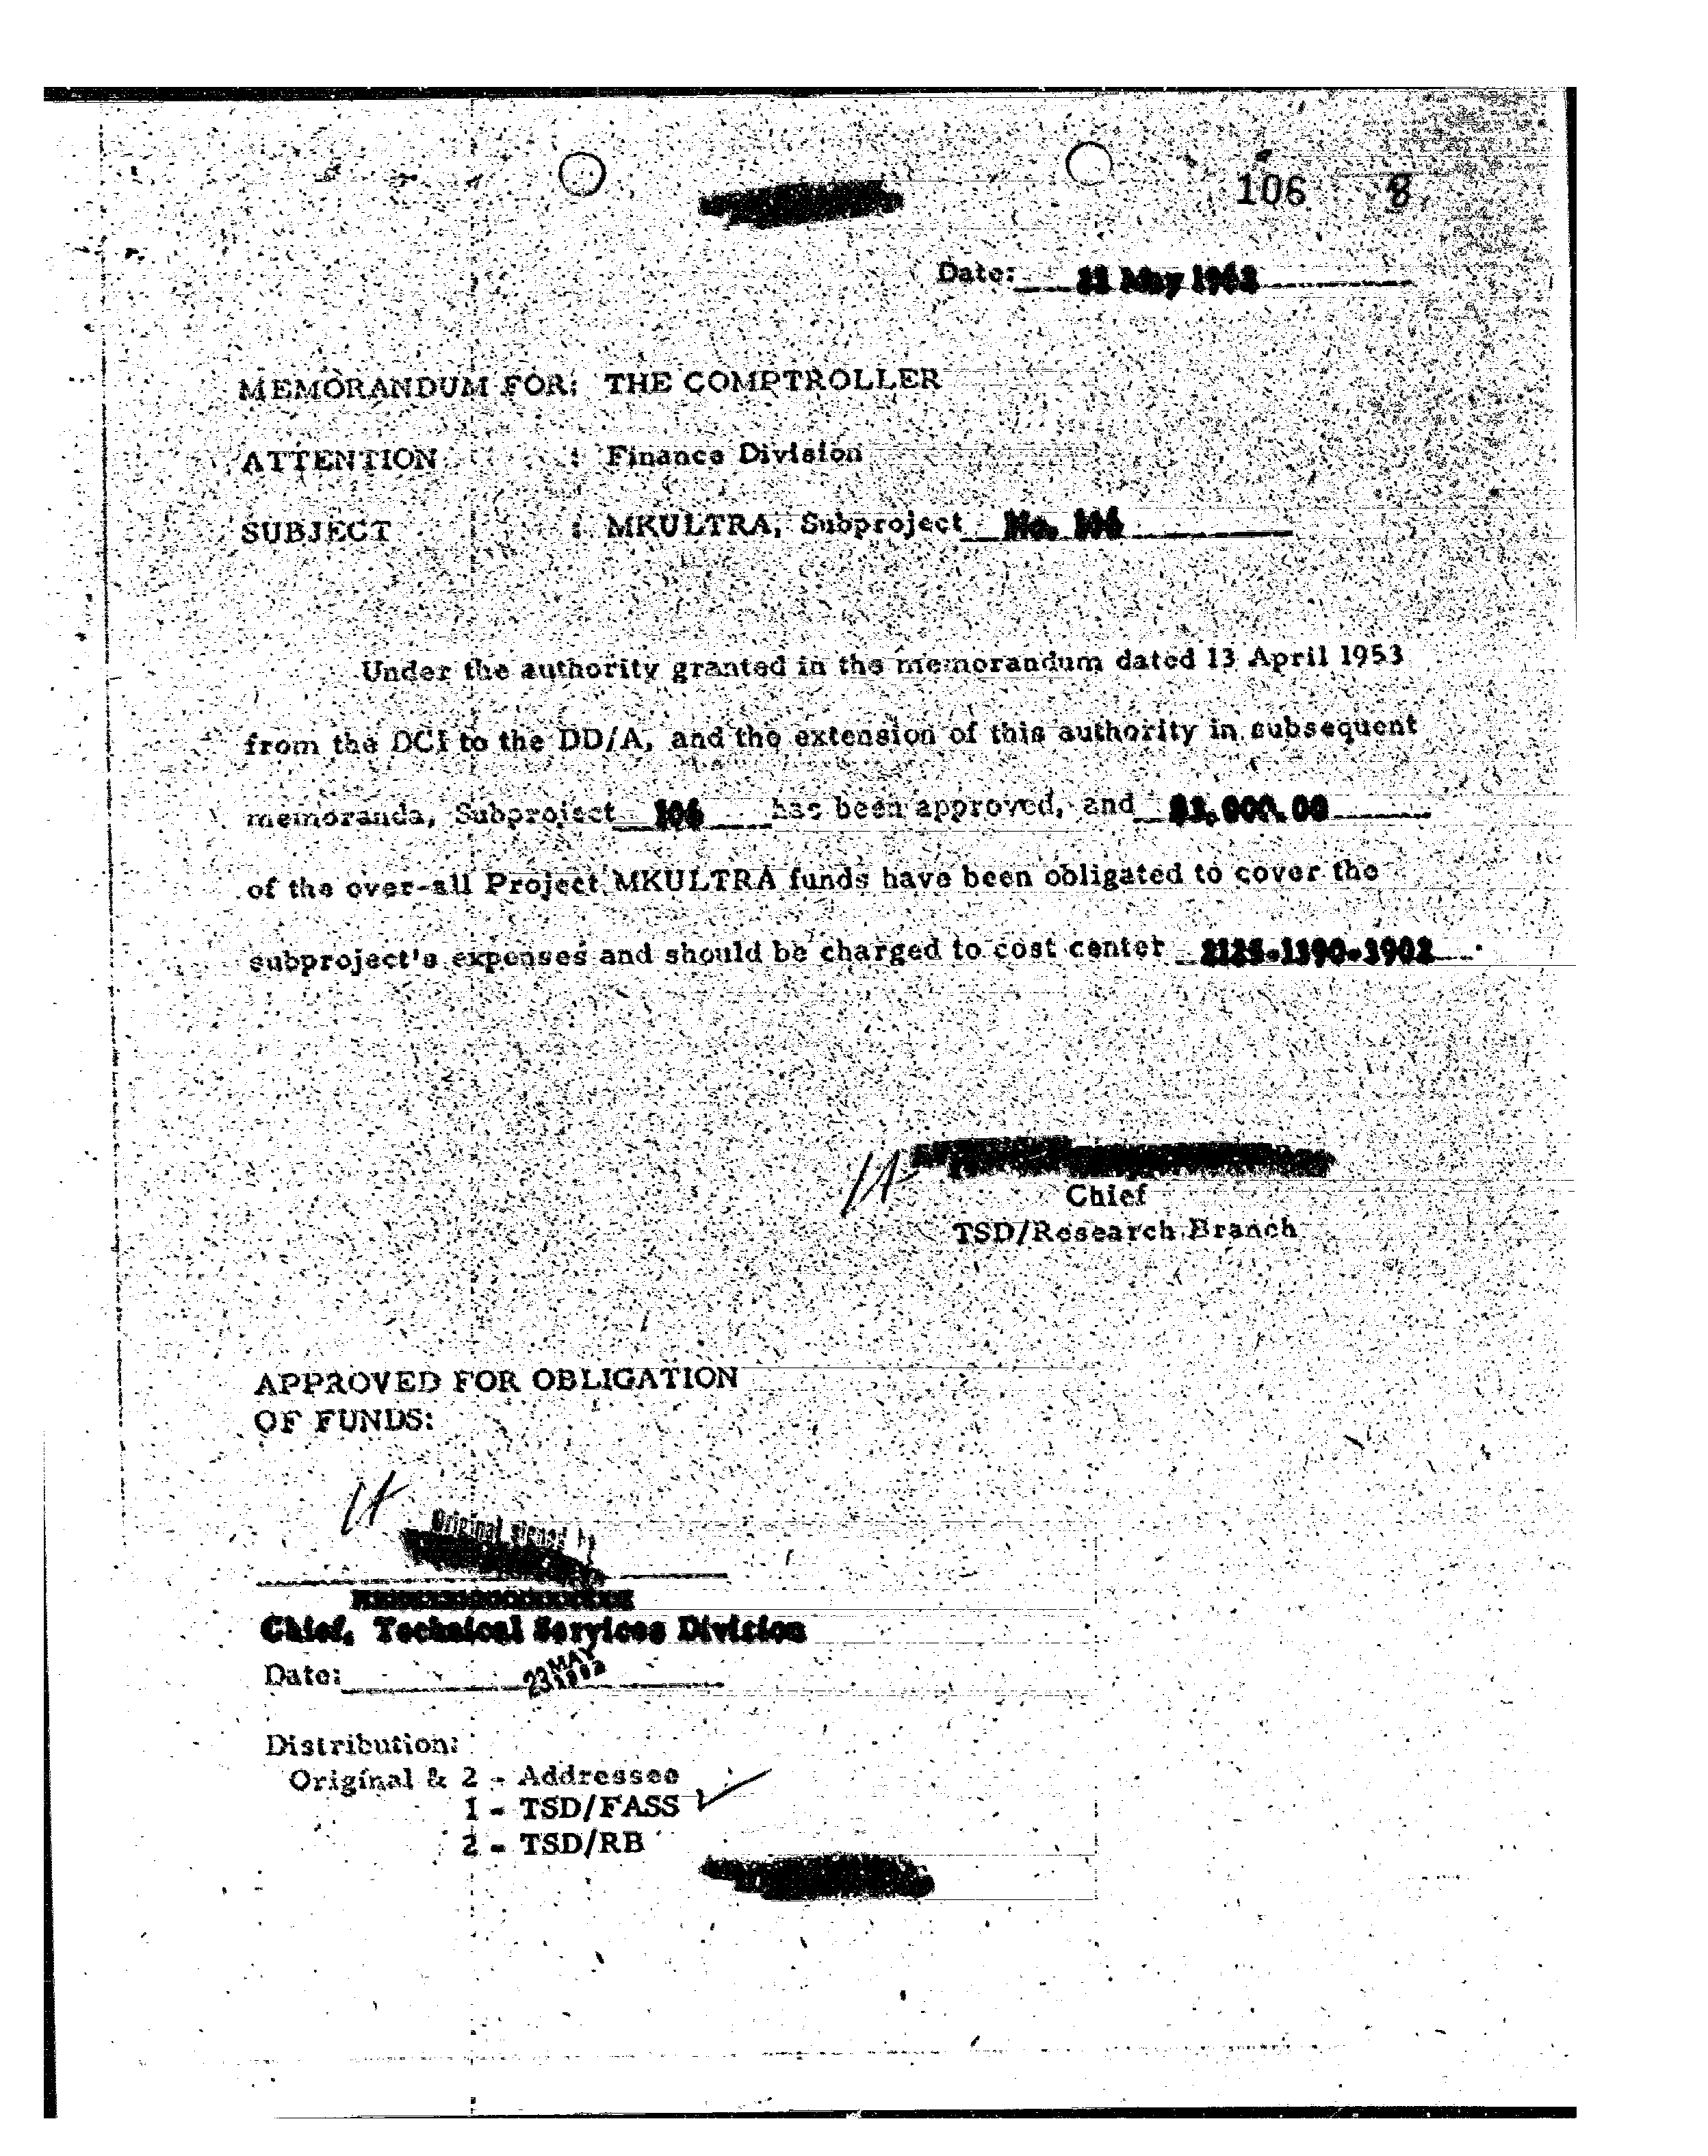 106 8
Date: May 1962
MEMORANDUM FOR: THE COMPTROLLER
ATTENTION : Finance Division
SUBJECT : MKULTRA, Subproject No. 106
Under the authority granted in the memorandum dated 13 April 1953
from the DCI to the DD/A, and the extension of this authority in subsequent
memoranda, Subproject 106 has been approved, and
of the over-all Project MKULTRA funds have been obligated to cover the
subproject's expenses and should be charged to cost center
Chief
TSD/Research Branch
APPROVED FOR OBLIGATION
OF FUNDS:
Original signed by
Chief, Technical Services Division
Date: 23 MAY 1962
Distribution:
Original & 2 - Addressee
1 - TSD/FASS
2 - TSD/RB